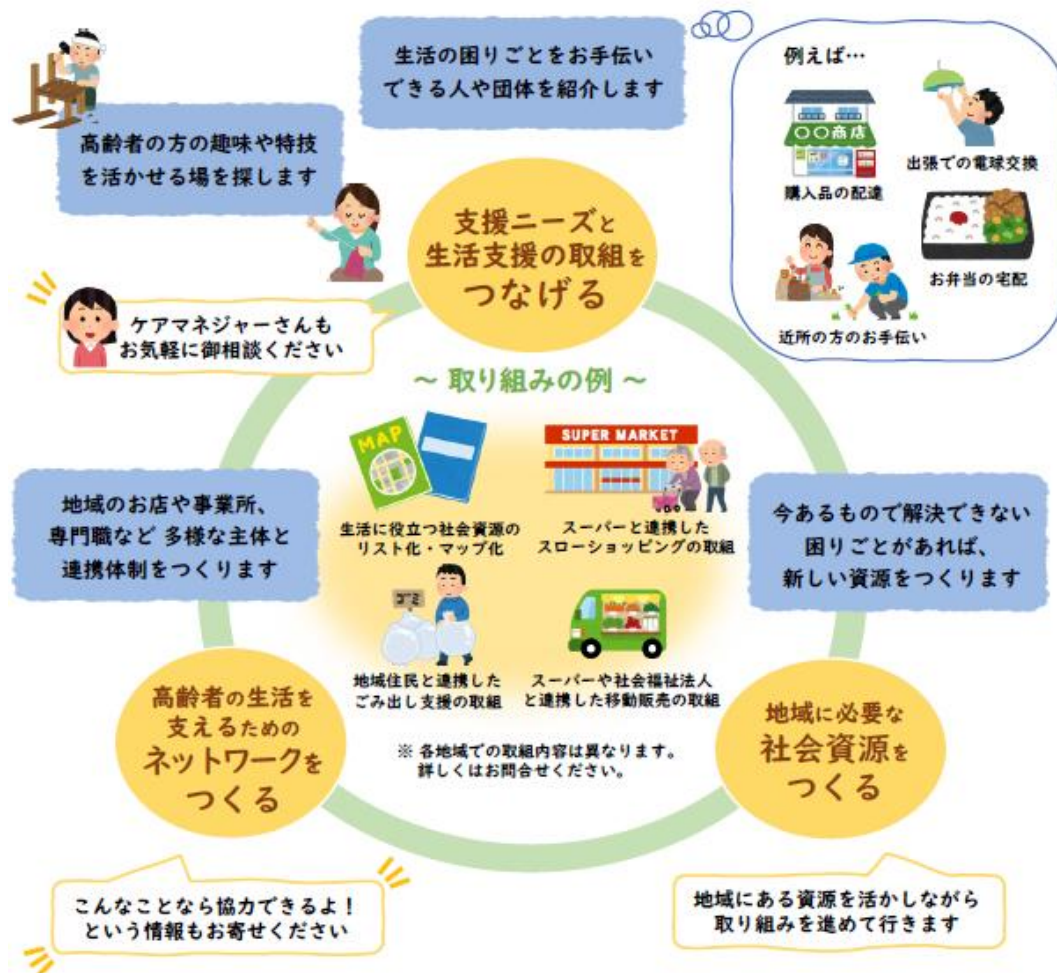 生活の困りごとをお手伝い
できる人や団体を紹介します
例えば…
〇〇商店
購入品の配達
出張での電球交換
お弁当の宅配
近所の方のお手伝い
高齢者の方の趣味や特技
を活かせる場を探します
支援ニーズと
生活支援の取組を
つなげる
ケアマネジャーさんも
お気軽に御相談ください
～ 取り組みの例 ～
MAP
生活に役立つ社会資源の
リスト化・マップ化
SUPER MARKET
スーパーと連携した
スローショッピングの取組
地域のお店や事業所、
専門職など 多様な主体と
連携体制をつくります
今あるもので解決できない
困りごとがあれば、
新しい資源をつくります
ゴミ
地域住民と連携した
ごみ出し支援の取組
スーパーや社会福祉法人
と連携した移動販売の取組
高齢者の生活を
支えるための
ネットワークを
つくる
※ 各地域での取組内容は異なります。
詳しくはお問合せください。
地域に必要な
社会資源を
つくる
こんなことなら協力できるよ！
という情報もお寄せください
地域にある資源を活かしながら
取り組みを進めて行きます